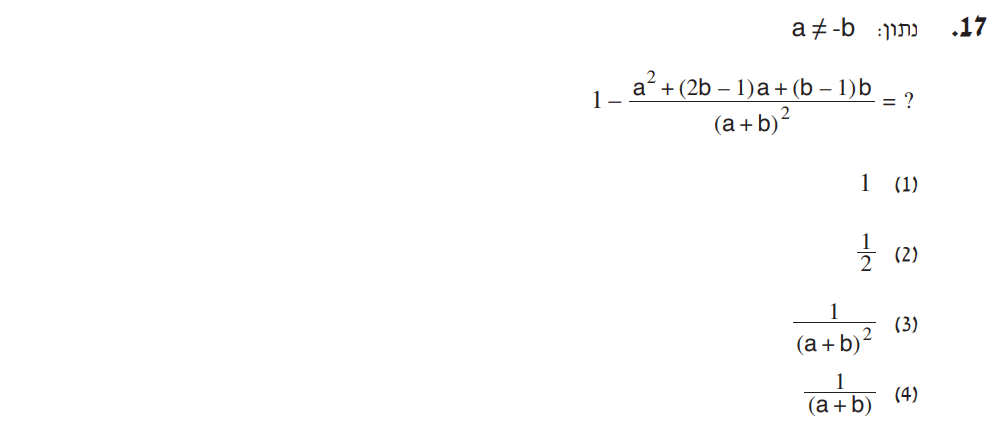 .17 נתון: a ≠ -b
1 – (a² + (2b – 1)a + (b – 1)b) / (a + b)² = ?
(1) 1
(2) 1/2
(3) 1/(a + b)²
(4) 1/(a + b)